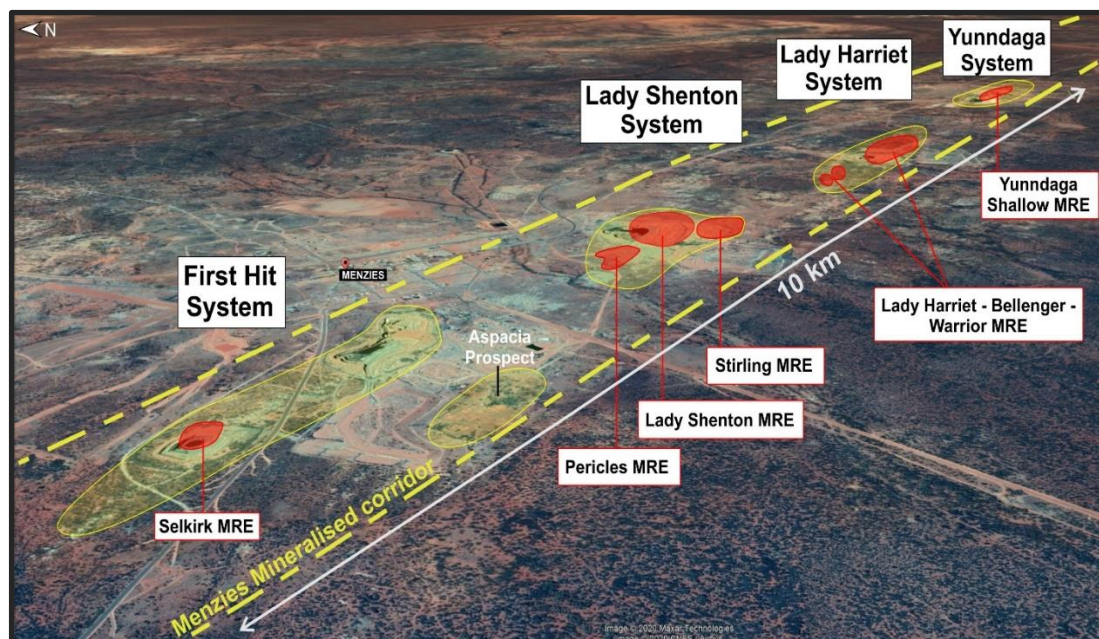 N
Yunndaga
System
Lady Harriet
System
Lady Shenton
System
First Hit
System
MENZIES
Aspacia
Prospect
10 km
Yunndaga
Shallow MRE
Lady Harriet - Bellenger -
Warrior MRE
Stirling MRE
Lady Shenton MRE
Pericles MRE
Selkirk MRE
Menzies Mineralised corridor
Image © 2020 Maxar Technologies